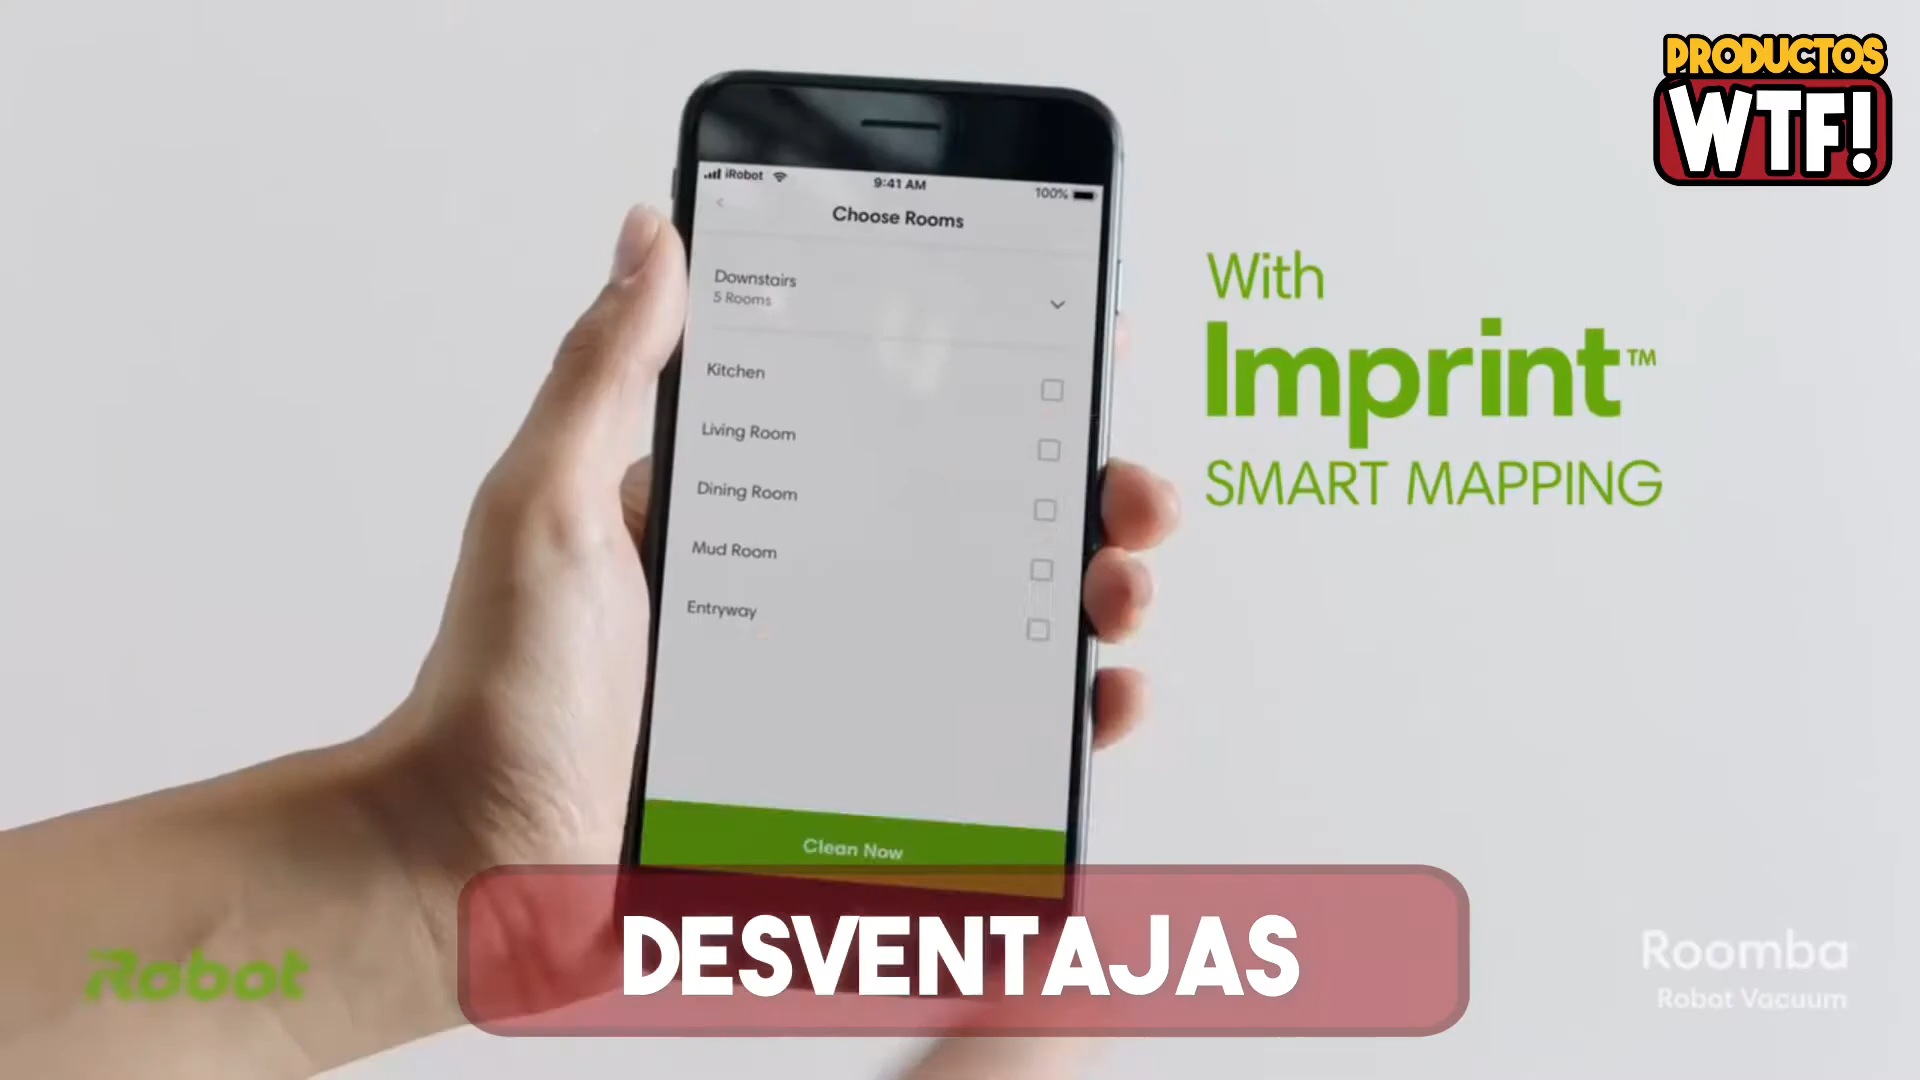 PRODUCTOS
WTF!
iRobot
9:41 AM
100%
Choose Rooms
Downstairs
5 Rooms
Kitchen
Living Room
Dining Room
Mud Room
Entryway
Clean Now
With
Imprint™
SMART MAPPING
DESVENTAJAS
iRobot
Roomba
Robot Vacuum